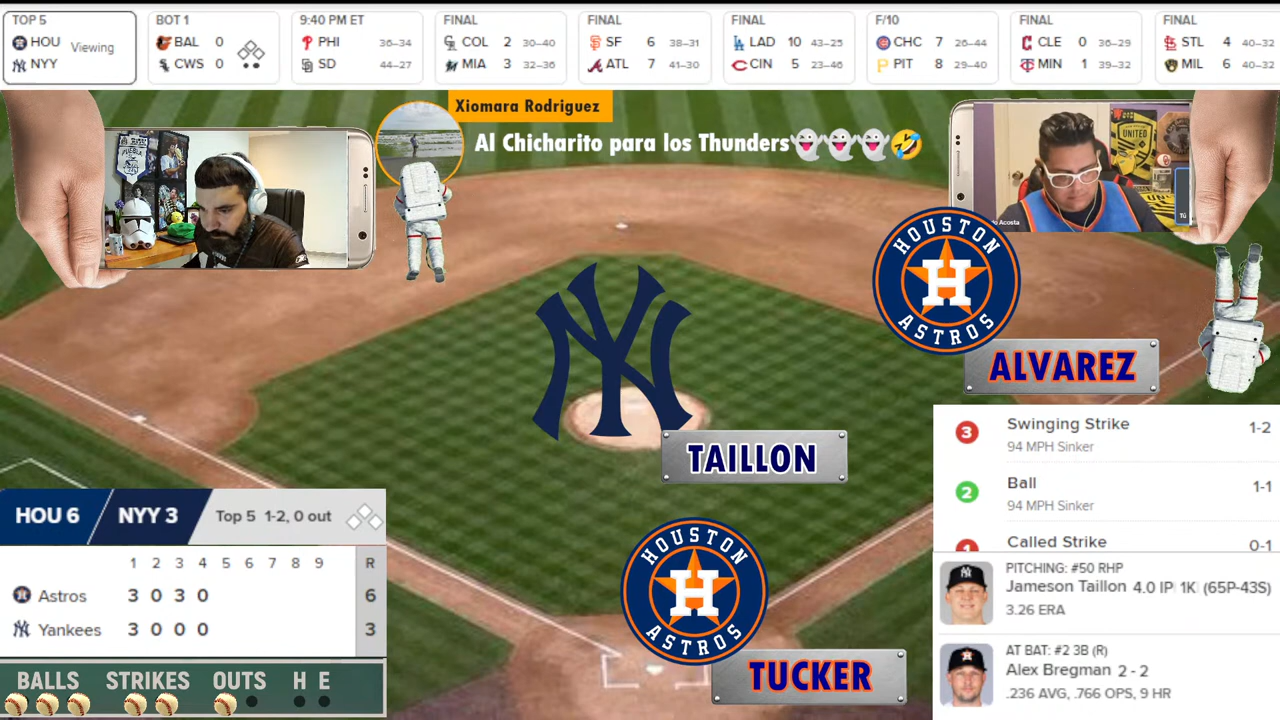 TOP 5
HOU Viewing
NYY
BOT 1
BAL 0
CWS 0
9:40 PM ET
PHI 36-34
SD 44-27
FINAL
COL 2 30-40
MIA 3 32-36
FINAL
SF 6 38-31
ATL 7 41-30
FINAL
LAD 10 43-25
CIN 5 23-46
F/10
CHC 7 26-44
PIT 8 29-40
FINAL
CLE 0 36-29
MIN 1 39-32
FINAL
STL 4 40-32
MIL 6 40-32
Xiomara Rodriguez
Al Chicharito para los Thunders👻👻👻🤣
UNITED
do Acosta
Tú
HOUSTON
H
ASTROS
ALVAREZ
NY
TAILLON
HOUSTON
H
ASTROS
TUCKER
3 Swinging Strike 1-2
94 MPH Sinker
2 Ball 1-1
94 MPH Sinker
1 Called Strike 0-1
PITCHING: #50 RHP
Jameson Taillon 4.0 IP 1K (65P-43S)
3.26 ERA
AT BAT: #2 3B (R)
Alex Bregman 2 - 2
.236 AVG, .766 OPS, 9 HR
HOU 6 NYY 3 Top 5 1-2, 0 out
1 2 3 4 5 6 7 8 9 R
Astros 3 0 3 0 6
Yankees 3 0 0 0 3
BALLS STRIKES OUTS H E